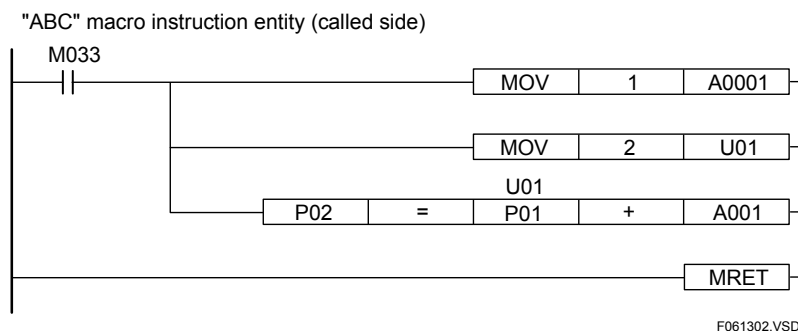 "ABC" macro instruction entity (called side)
M033
MOV 1 A0001
MOV 2 U01
U01
P02 = P01 + A001
MRET
F061302.VSD